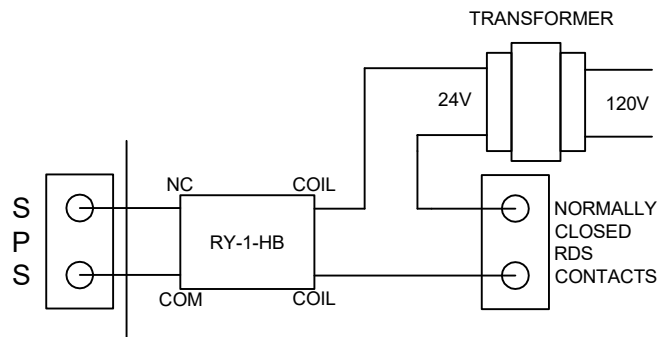 TRANSFORMER
24V
120V
NC
COIL
S
P
S
RY-1-HB
COM
COIL
NORMALLY
CLOSED
RDS
CONTACTS